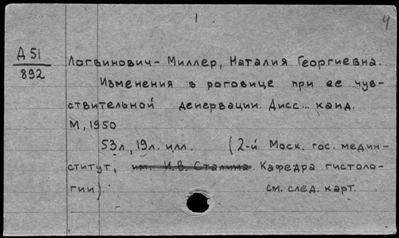 1
4
Д 51
892
Логвинович-Миллер, Наталия Георгиевна.
Изменения в роговице при ее чув-
ствительной денервации. Дисс... канд.
М, 1950
53л, 19л. илл. (2-й Моск. гос. медин-
ститут, им. И.В. Сталина. Кафедра гистоло-
гии). см. след. карт.